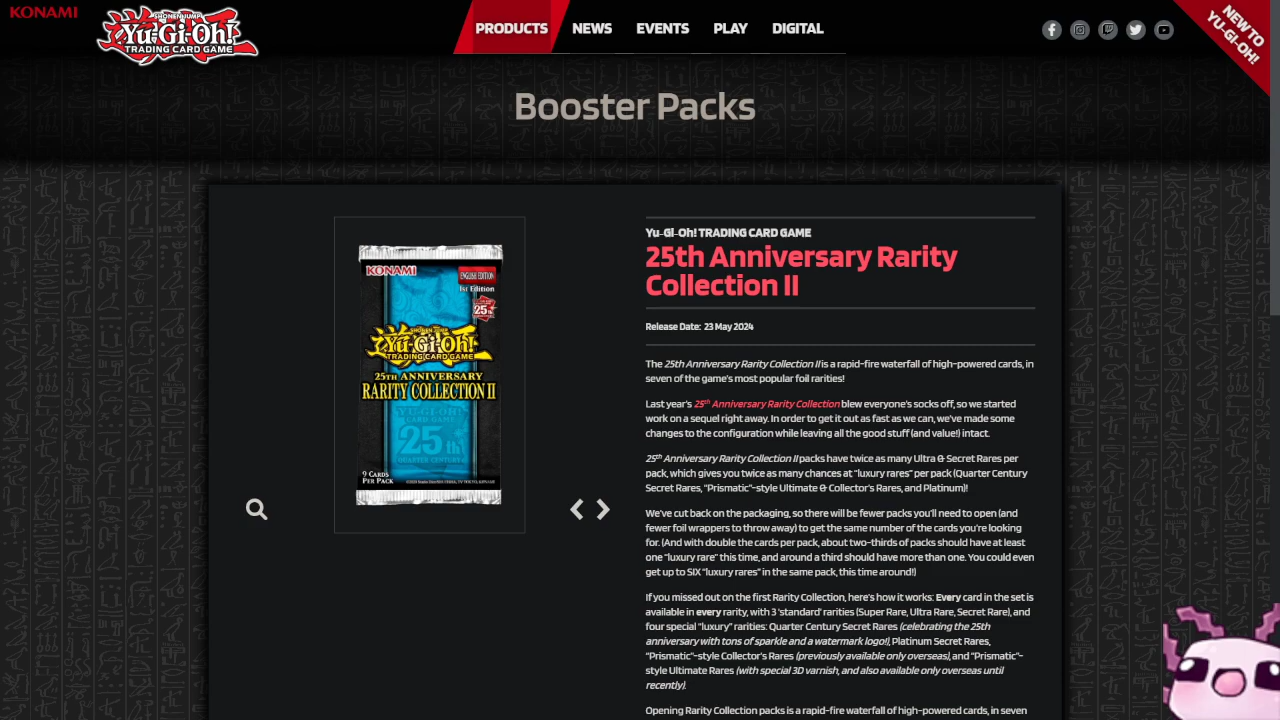 KONAMI
SHONEN JUMP
Yu-Gi-Oh!
TRADING CARD GAME
PRODUCTS NEWS EVENTS PLAY DIGITAL
NEW TO
YU-GI-OH!
Booster Packs
KONAMI
ENGLISH EDITION
1st Edition
25th
SHONEN JUMP
Yu-Gi-Oh!
TRADING CARD GAME
25TH ANNIVERSARY
RARITY COLLECTION II
YU-GI-OH!
CARD GAME
25th
QUARTER CENTURY
9 CARDS
PER PACK
Yu-Gi-Oh! TRADING CARD GAME
25th Anniversary Rarity
Collection II
Release Date: 23 May 2024
The 25th Anniversary Rarity Collection II is a rapid-fire waterfall of high-powered cards, in
seven of the game's most popular foil rarities!
Last year's 25th Anniversary Rarity Collection blew everyone's socks off, so we started
work on a sequel right away. In order to get it out as fast as we can, we've made some
changes to the configuration while leaving all the good stuff (and value!) intact.
25th Anniversary Rarity Collection II packs have twice as many Ultra & Secret Rares per
pack, which gives you twice as many chances at "luxury rares" per pack (Quarter Century
Secret Rares, "Prismatic"-style Ultimate & Collector's Rares, and Platinum)!
We've cut back on the packaging, so there will be fewer packs you'll need to open (and
fewer foil wrappers to throw away) to get the same number of the cards you're looking
for. (And with double the cards per pack, about two-thirds of packs should have at least
one "luxury rare" this time, and around a third should have more than one. You could even
get up to SIX "luxury rares" in the same pack, this time around!)
If you missed out on the first Rarity Collection, here's how it works: Every card in the set is
available in every rarity, with 3 'standard' rarities (Super Rare, Ultra Rare, Secret Rare), and
four special "luxury" rarities: Quarter Century Secret Rares (celebrating the 25th
anniversary with tons of sparkle and a watermark logo!), Platinum Secret Rares,
"Prismatic"-style Collector's Rares (previously available only overseas), and "Prismatic"-
style Ultimate Rares (with special 3D varnish, and also available only overseas until
recently).
Opening Rarity Collection packs is a rapid-fire waterfall of high-powered cards, in seven